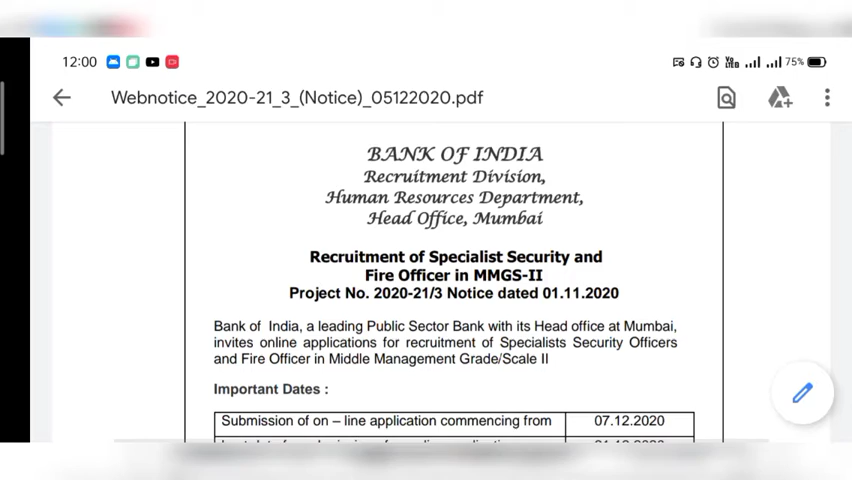 12:00 75%
Webnotice_2020-21_3_(Notice)_05122020.pdf
BANK OF INDIA
Recruitment Division,
Human Resources Department,
Head Office, Mumbai
Recruitment of Specialist Security and
Fire Officer in MMGS-II
Project No. 2020-21/3 Notice dated 01.11.2020
Bank of India, a leading Public Sector Bank with its Head office at Mumbai,
invites online applications for recruitment of Specialists Security Officers
and Fire Officer in Middle Management Grade/Scale II
Important Dates :
Submission of on – line application commencing from 07.12.2020